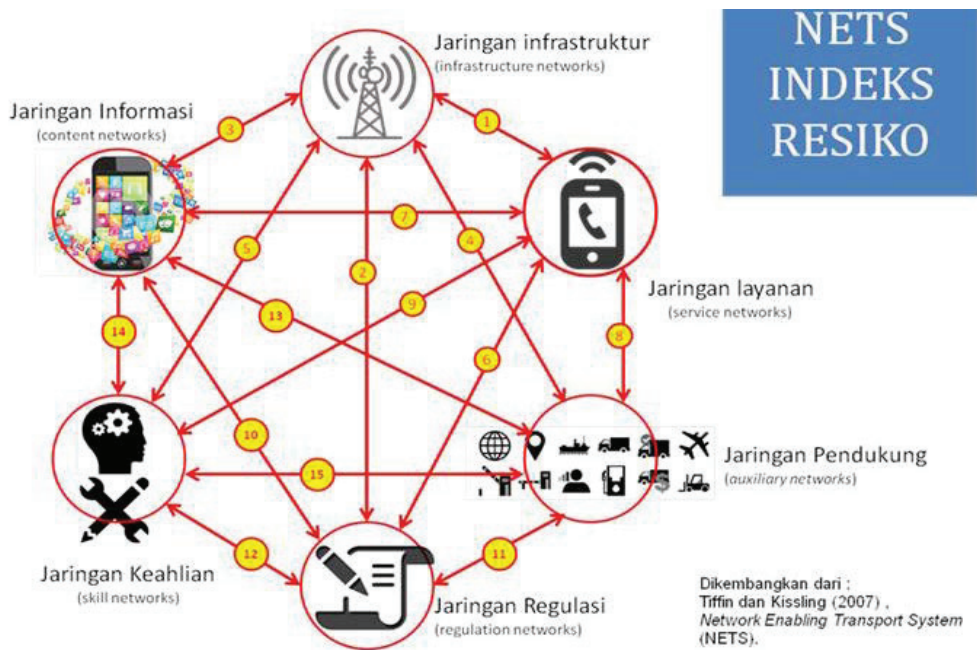 NETS
INDEKS
RESIKO
Jaringan infrastruktur
(infrastructure networks)
Jaringan Informasi
(content networks)
3
1
7
5
4
2
9
13
Jaringan layanan
(service networks)
14
6
8
10
15
Jaringan Pendukung
(auxiliary networks)
12
11
Jaringan Keahlian
(skill networks)
Jaringan Regulasi
(regulation networks)
Dikembangkan dari :
Tiffin dan Kissling (2007) ,
Network Enabling Transport System
(NETS).